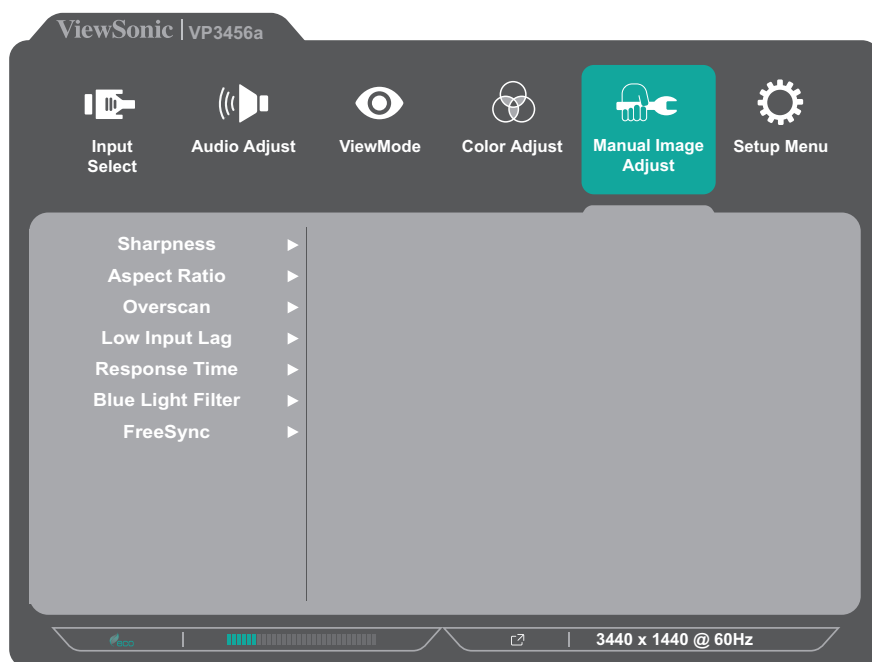 ViewSonic | VP3456a
Input
Select
Audio Adjust
ViewMode
Color Adjust
Manual Image
Adjust
Setup Menu
Sharpness
Aspect Ratio
Overscan
Low Input Lag
Response Time
Blue Light Filter
FreeSync
eco
3440 x 1440 @ 60Hz